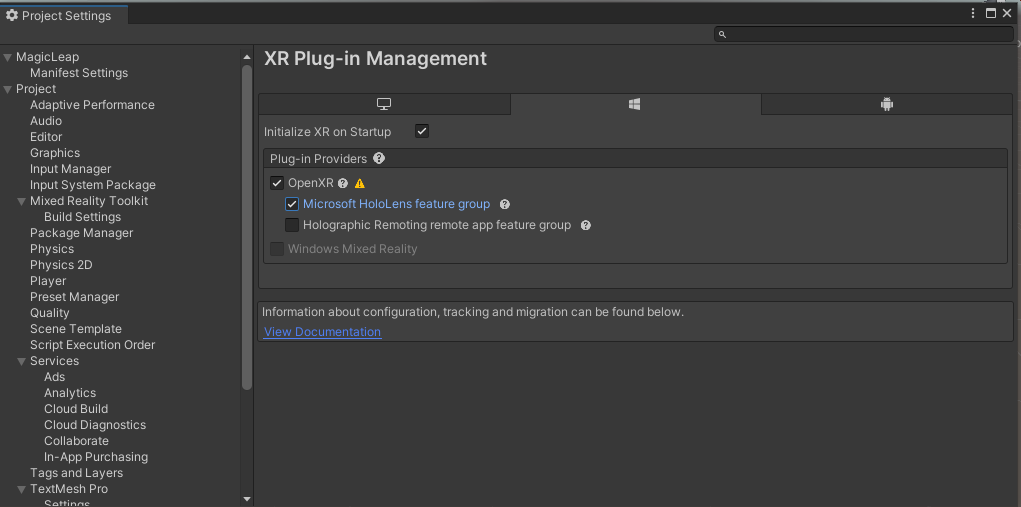 Project Settings
MagicLeap
Manifest Settings
Project
Adaptive Performance
Audio
Editor
Graphics
Input Manager
Input System Package
Mixed Reality Toolkit
Build Settings
Package Manager
Physics
Physics 2D
Player
Preset Manager
Quality
Scene Template
Script Execution Order
Services
Ads
Analytics
Cloud Build
Cloud Diagnostics
Collaborate
In-App Purchasing
Tags and Layers
TextMesh Pro
Settings
XR Plug-in Management
Initialize XR on Startup
Plug-in Providers
OpenXR
Microsoft HoloLens feature group
Holographic Remoting remote app feature group
Windows Mixed Reality
Information about configuration, tracking and migration can be found below.
View Documentation